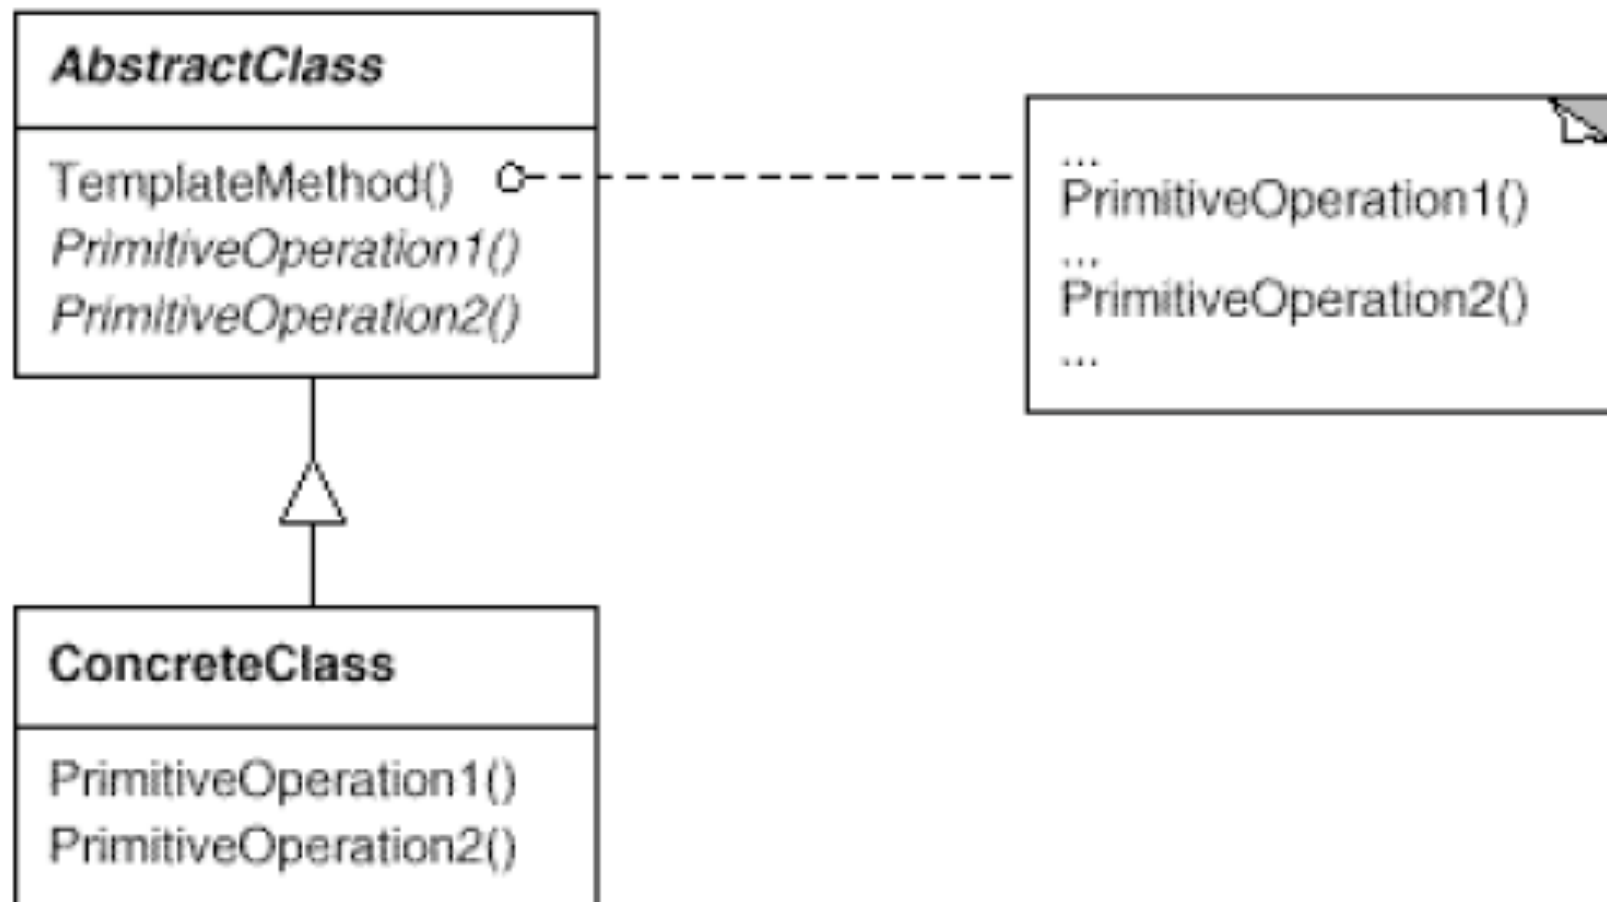 AbstractClass
TemplateMethod()
PrimitiveOperation1()
PrimitiveOperation2()
...
PrimitiveOperation1()
...
PrimitiveOperation2()
...
ConcreteClass
PrimitiveOperation1()
PrimitiveOperation2()